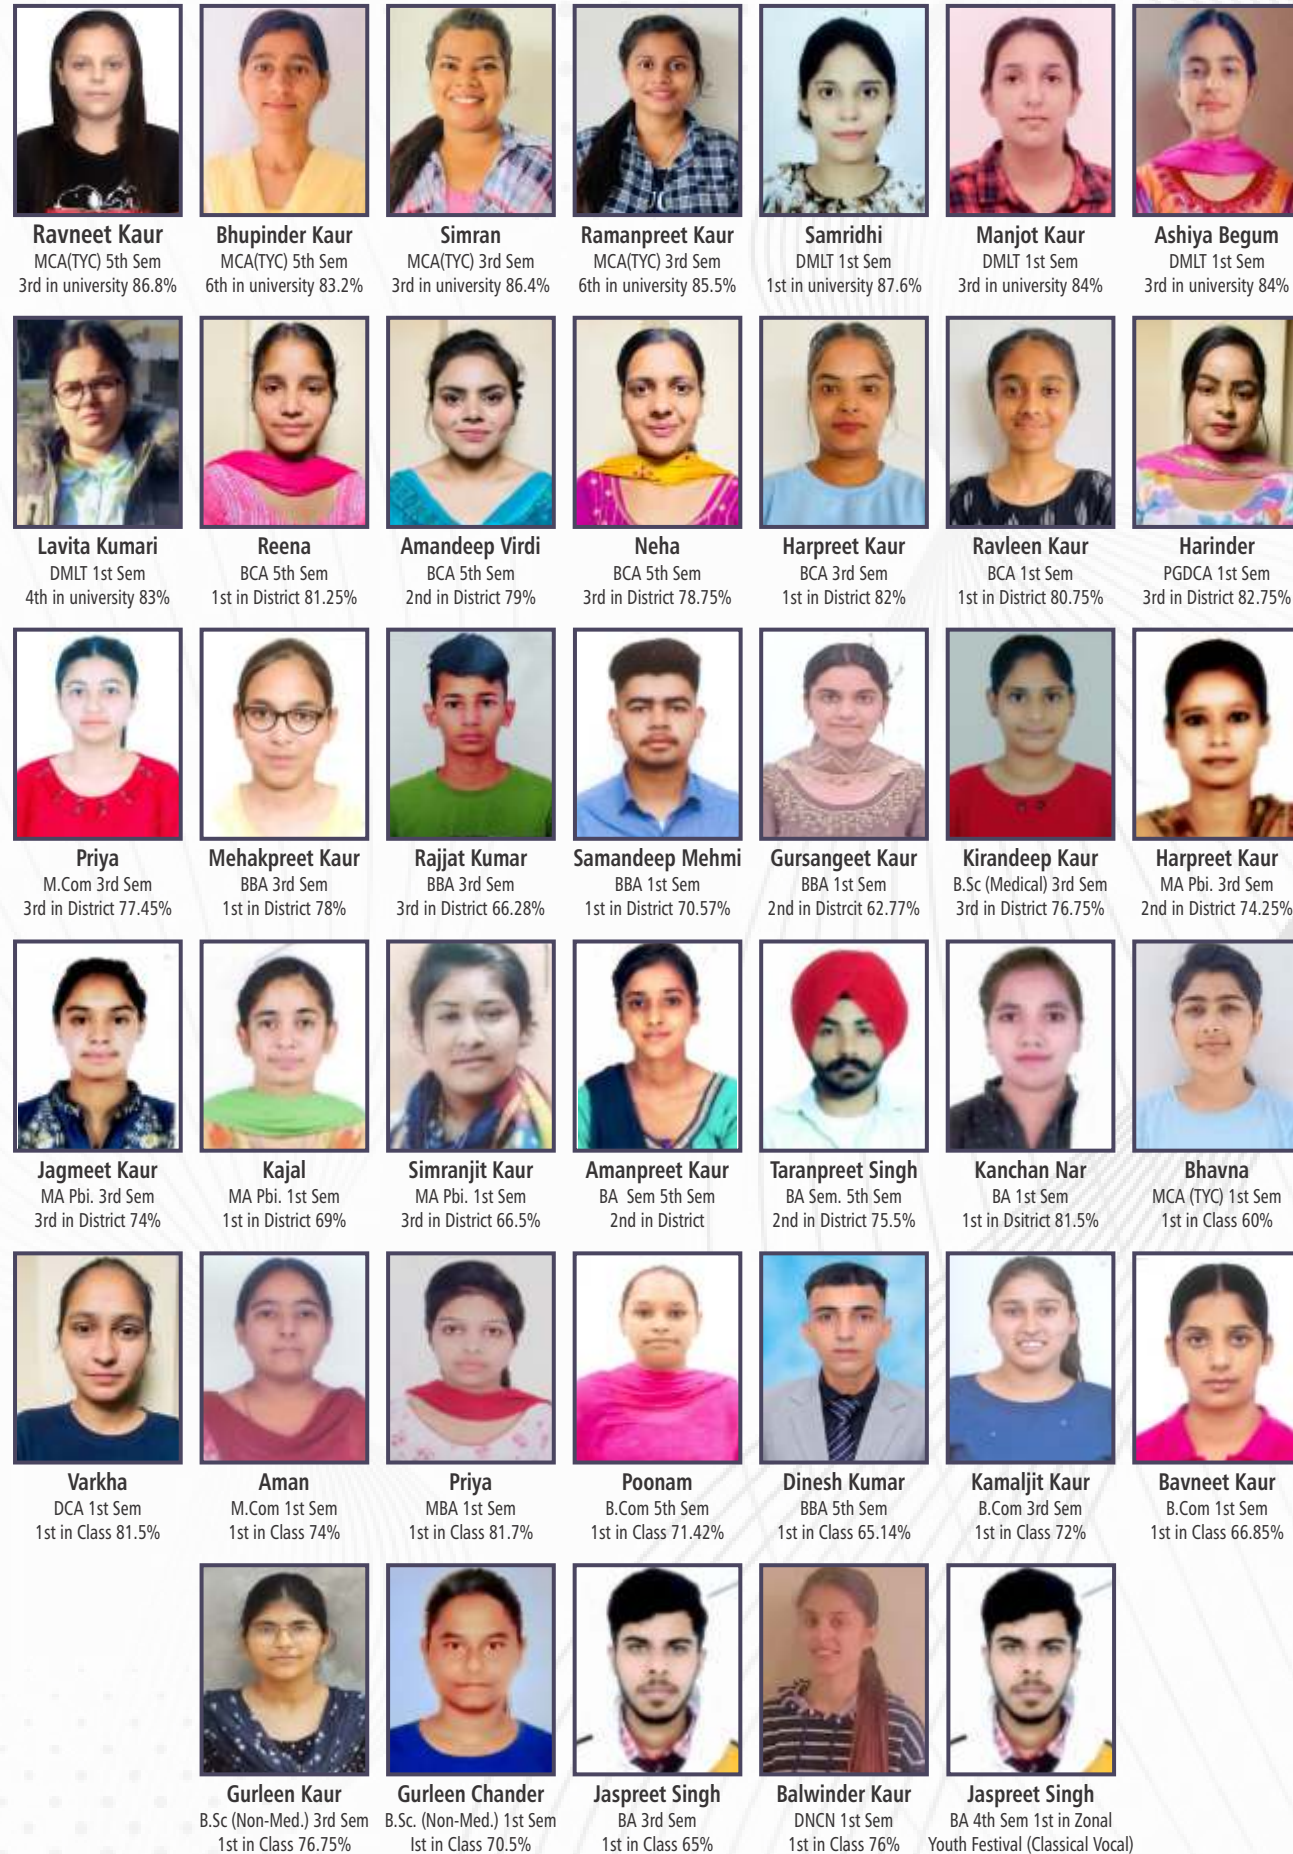 Ravneet Kaur
MCA(TYC) 5th Sem
3rd in university 86.8%
Bhupinder Kaur
MCA(TYC) 5th Sem
6th in university 83.2%
Simran
MCA(TYC) 3rd Sem
3rd in university 86.4%
Ramanpreet Kaur
MCA(TYC) 3rd Sem
6th in university 85.5%
Samridhi
DMLT 1st Sem
1st in university 87.6%
Manjot Kaur
DMLT 1st Sem
3rd in university 84%
Ashiya Begum
DMLT 1st Sem
3rd in university 84%
Lavita Kumari
DMLT 1st Sem
4th in university 83%
Reena
BCA 5th Sem
1st in District 81.25%
Amandeep Virdi
BCA 5th Sem
2nd in District 79%
Neha
BCA 5th Sem
3rd in District 78.75%
Harpreet Kaur
BCA 3rd Sem
1st in District 82%
Ravleen Kaur
BCA 1st Sem
1st in District 80.75%
Harinder
PGDCA 1st Sem
3rd in District 82.75%
Priya
M.Com 3rd Sem
3rd in District 77.45%
Mehakpreet Kaur
BBA 3rd Sem
1st in District 78%
Rajjat Kumar
BBA 3rd Sem
3rd in District 66.28%
Samandeep Mehmi
BBA 1st Sem
1st in District 70.57%
Gursangeet Kaur
BBA 1st Sem
2nd in Distrcit 62.77%
Kirandeep Kaur
B.Sc (Medical) 3rd Sem
3rd in District 76.75%
Harpreet Kaur
MA Pbi. 3rd Sem
2nd in District 74.25%
Jagmeet Kaur
MA Pbi. 3rd Sem
3rd in District 74%
Kajal
MA Pbi. 1st Sem
1st in District 69%
Simranjit Kaur
MA Pbi. 1st Sem
3rd in District 66.5%
Amanpreet Kaur
BA Sem 5th Sem
2nd in District
Taranpreet Singh
BA Sem. 5th Sem
2nd in District 75.5%
Kanchan Nar
BA 1st Sem
1st in Dsitrict 81.5%
Bhavna
MCA (TYC) 1st Sem
1st in Class 60%
Varkha
DCA 1st Sem
1st in Class 81.5%
Aman
M.Com 1st Sem
1st in Class 74%
Priya
MBA 1st Sem
1st in Class 81.7%
Poonam
B.Com 5th Sem
1st in Class 71.42%
Dinesh Kumar
BBA 5th Sem
1st in Class 65.14%
Kamaljit Kaur
B.Com 3rd Sem
1st in Class 72%
Bavneet Kaur
B.Com 1st Sem
1st in Class 66.85%
Gurleen Kaur
B.Sc (Non-Med.) 3rd Sem
1st in Class 76.75%
Gurleen Chander
B.Sc. (Non-Med.) 1st Sem
Ist in Class 70.5%
Jaspreet Singh
BA 3rd Sem
1st in Class 65%
Balwinder Kaur
DNCN 1st Sem
1st in Class 76%
Jaspreet Singh
BA 4th Sem 1st in Zonal
Youth Festival (Classical Vocal)